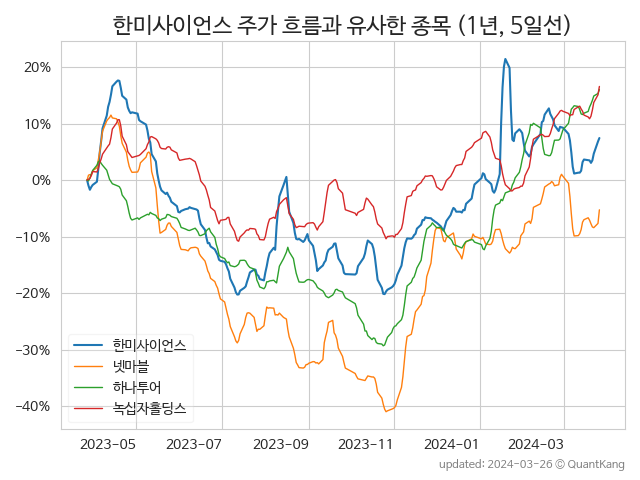 한미사이언스 주가 흐름과 유사한 종목 (1년, 5일선)
20%
10%
0%
−10%
−20%
−30%
−40%
한미사이언스
넷마블
하나투어
녹십자홀딩스
2023-05
2023-07
2023-09
2023-11
2024-01
2024-03
updated: 2024-03-26 © QuantKang